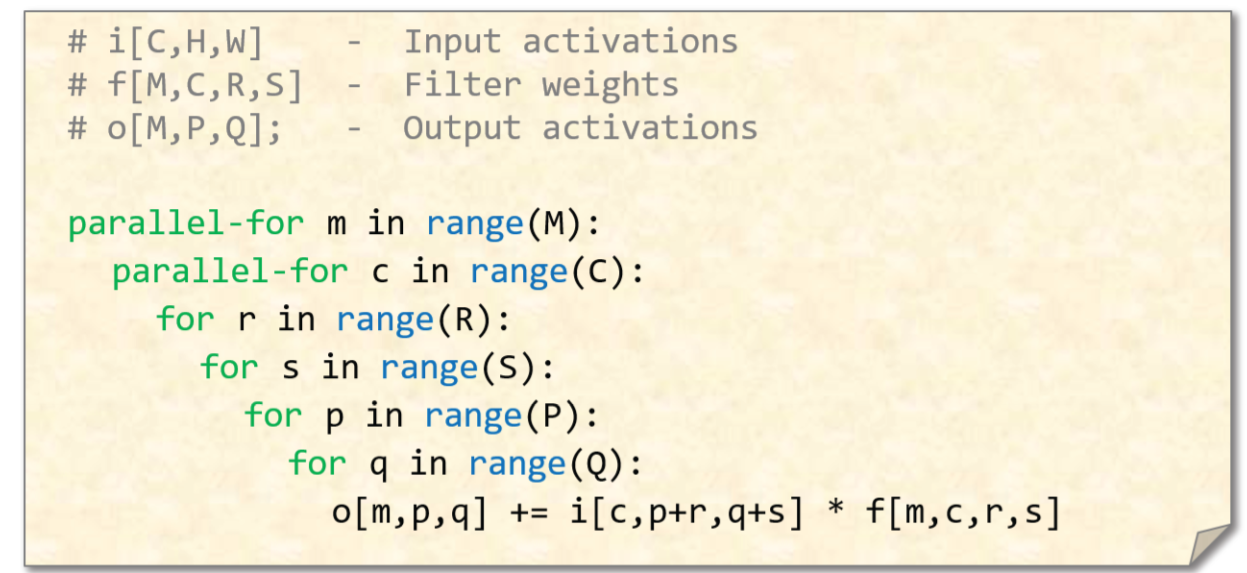 # i[C,H,W]    -  Input activations
# f[M,C,R,S]  -  Filter weights
# o[M,P,Q];   -  Output activations
parallel-for m in range(M):
  parallel-for c in range(C):
    for r in range(R):
      for s in range(S):
        for p in range(P):
          for q in range(Q):
            o[m,p,q] += i[c,p+r,q+s] * f[m,c,r,s]